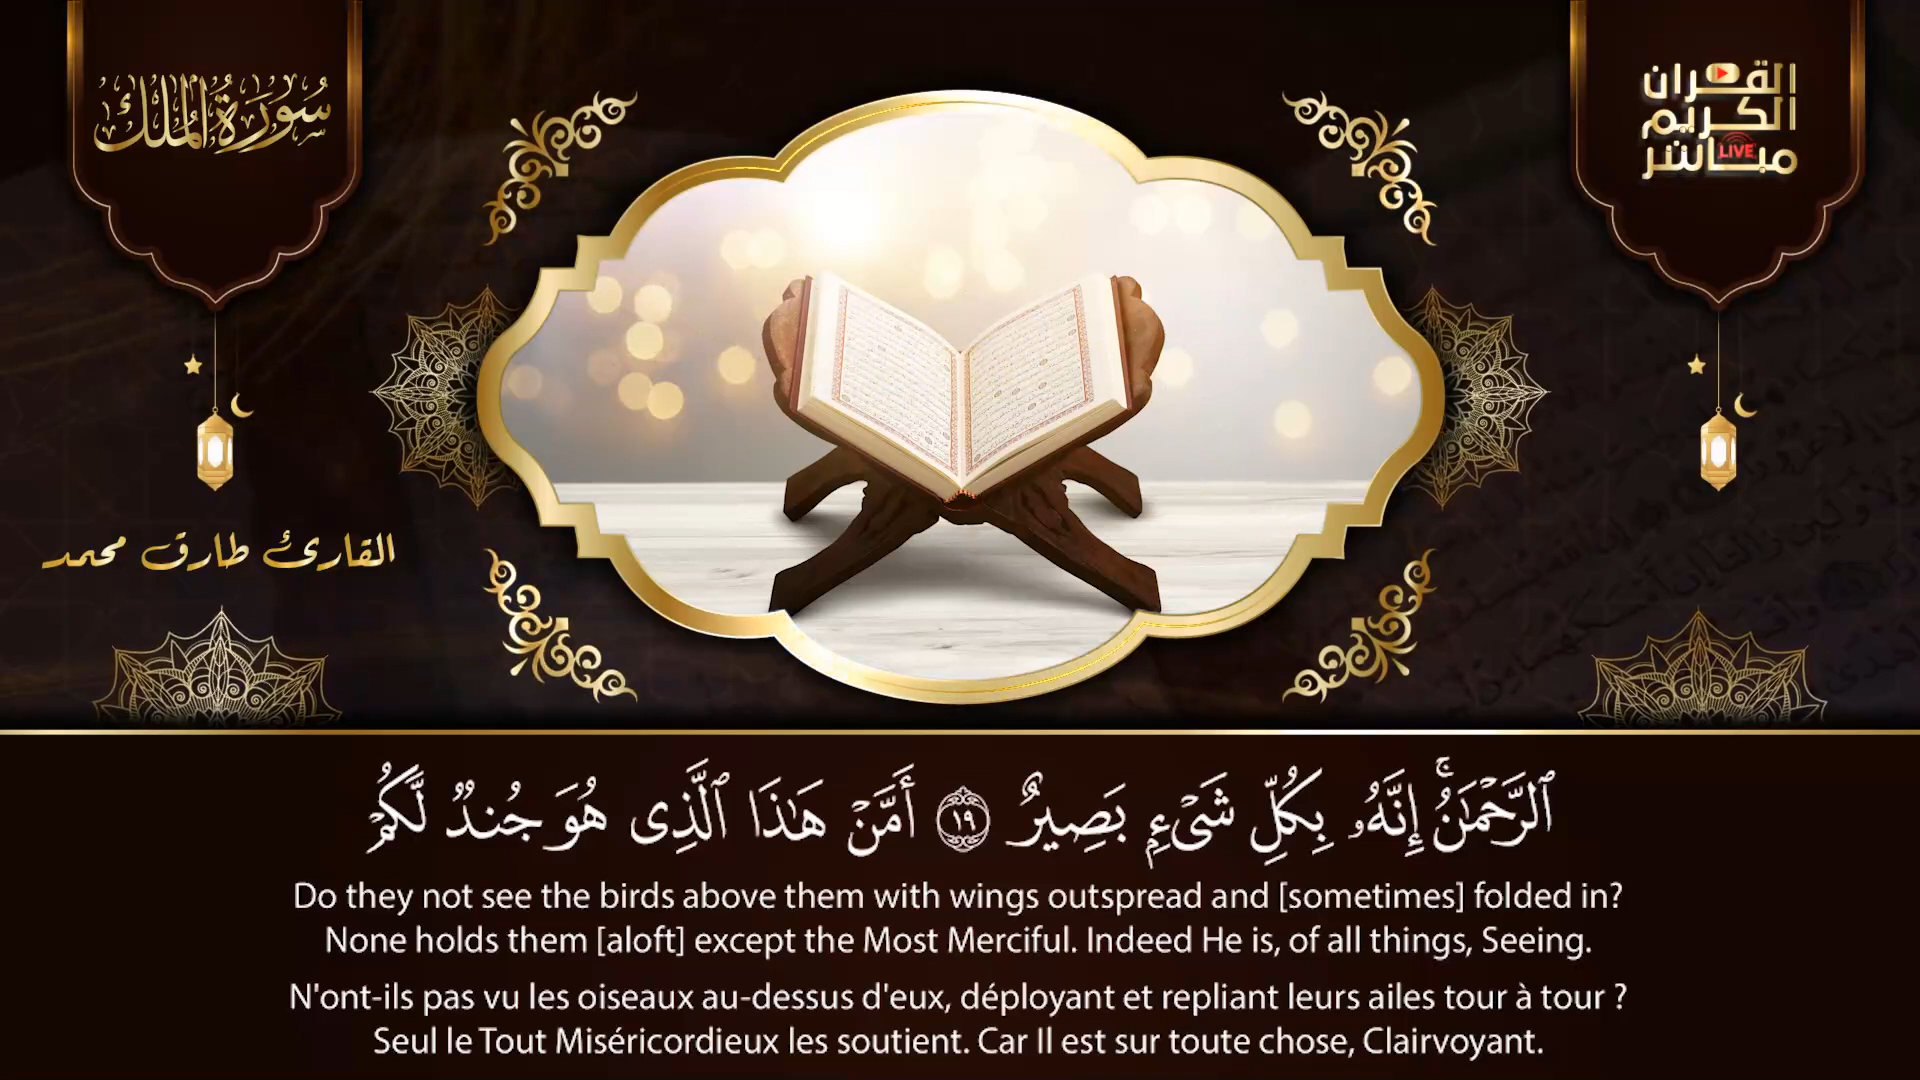 سُورَةُ المُلك
القرآن
الكريم
مباشر
LIVE
القارئ طارق محمد
ٱلرَّحْمَـٰنُ ۚ إِنَّهُۥ بِكُلِّ شَىْءٍۭ بَصِيرٌ ١٩ أَمَّنْ هَـٰذَا ٱلَّذِى هُوَ جُندٌ لَّكُمْ
Do they not see the birds above them with wings outspread and [sometimes] folded in?
None holds them [aloft] except the Most Merciful. Indeed He is, of all things, Seeing.
N'ont-ils pas vu les oiseaux au-dessus d'eux, déployant et repliant leurs ailes tour à tour ?
Seul le Tout Miséricordieux les soutient. Car Il est sur toute chose, Clairvoyant.